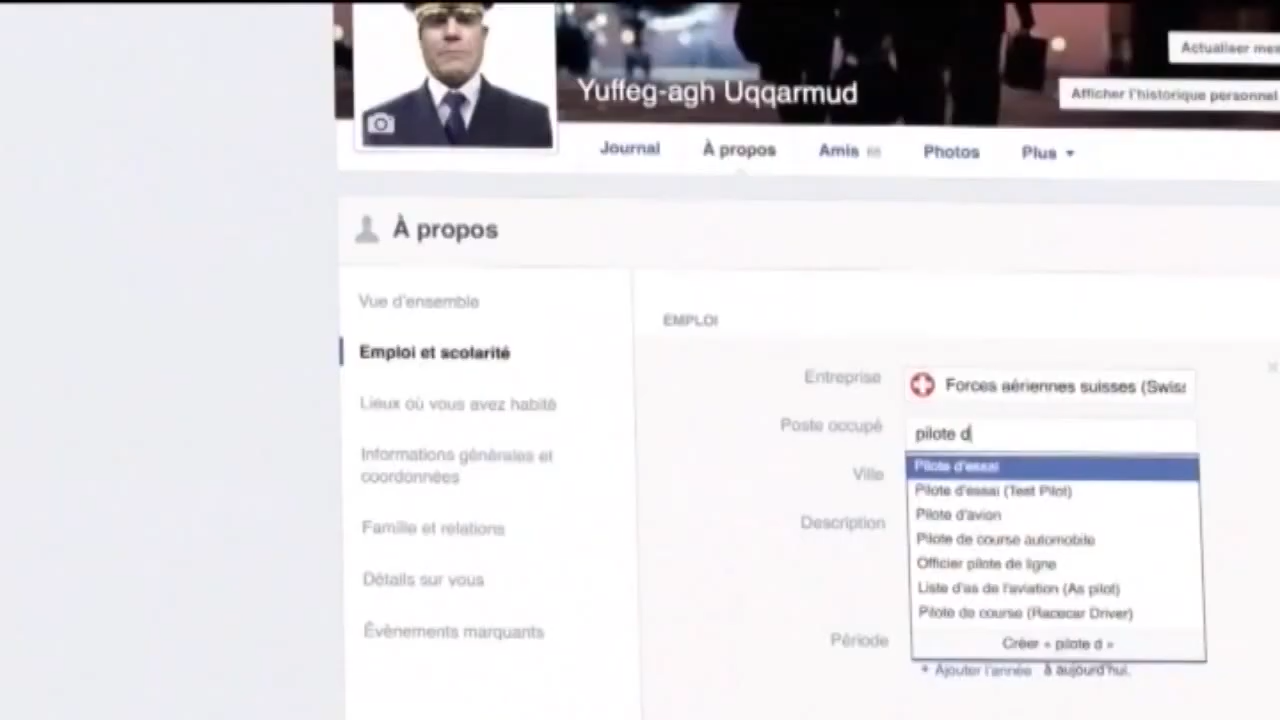 Actualiser mes
Yuffeg-agh Uqqarmud
Afficher l'historique personnel
Journal À propos Amis Photos Plus
À propos
Vue d'ensemble
EMPLOI
Emploi et scolarité
Entreprise Forces aériennes suisses (Swiss
Lieux où vous avez habité
Poste occupé pilote d
Informations générales et
coordonnées
Ville
Pilote d'essai
Pilote d'essai (Test Pilot)
Pilote d'avion
Famille et relations
Description
Pilote de course automobile
Officier pilote de ligne
Détails sur vous
Liste d'as de l'aviation (As pilot)
Pilote de course (Racecar Driver)
Évènements marquants
Période
Créer « pilote d »
+ Ajouter l'année à aujourd'hui.